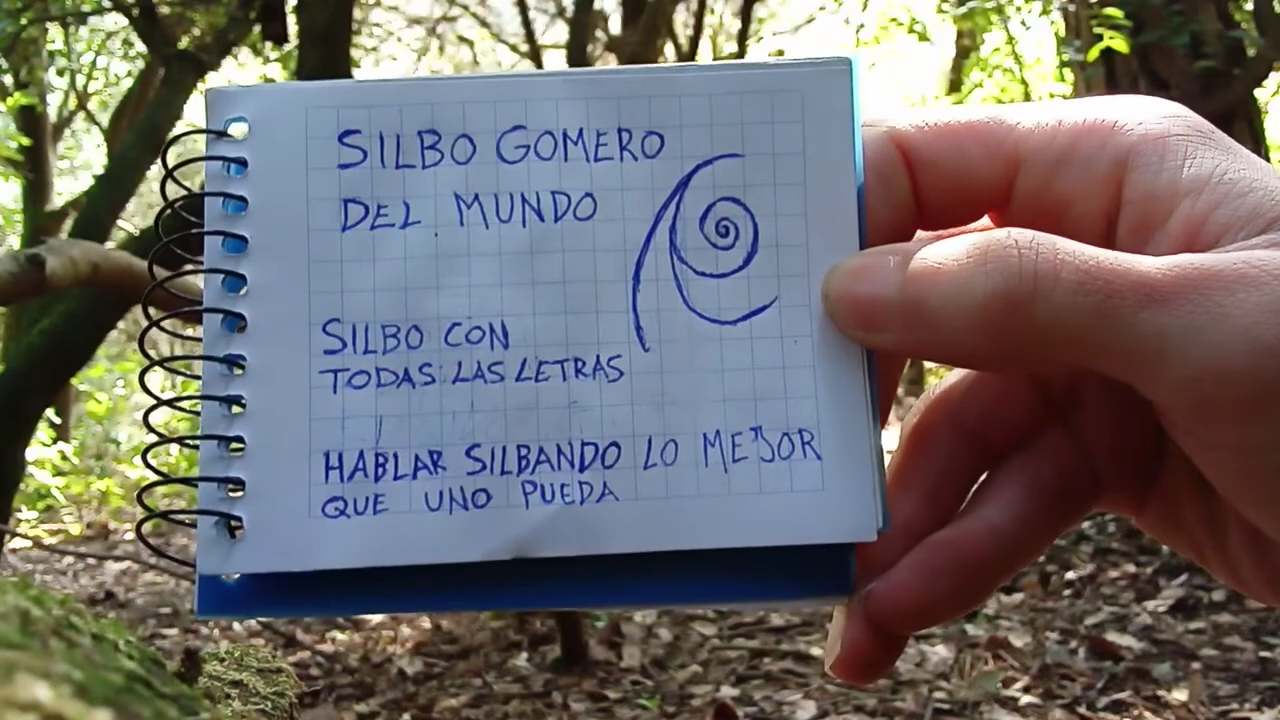 SILBO GOMERO
DEL MUNDO
SILBO CON
TODAS LAS LETRAS
HABLAR SILBANDO LO MEJOR
QUE UNO PUEDA